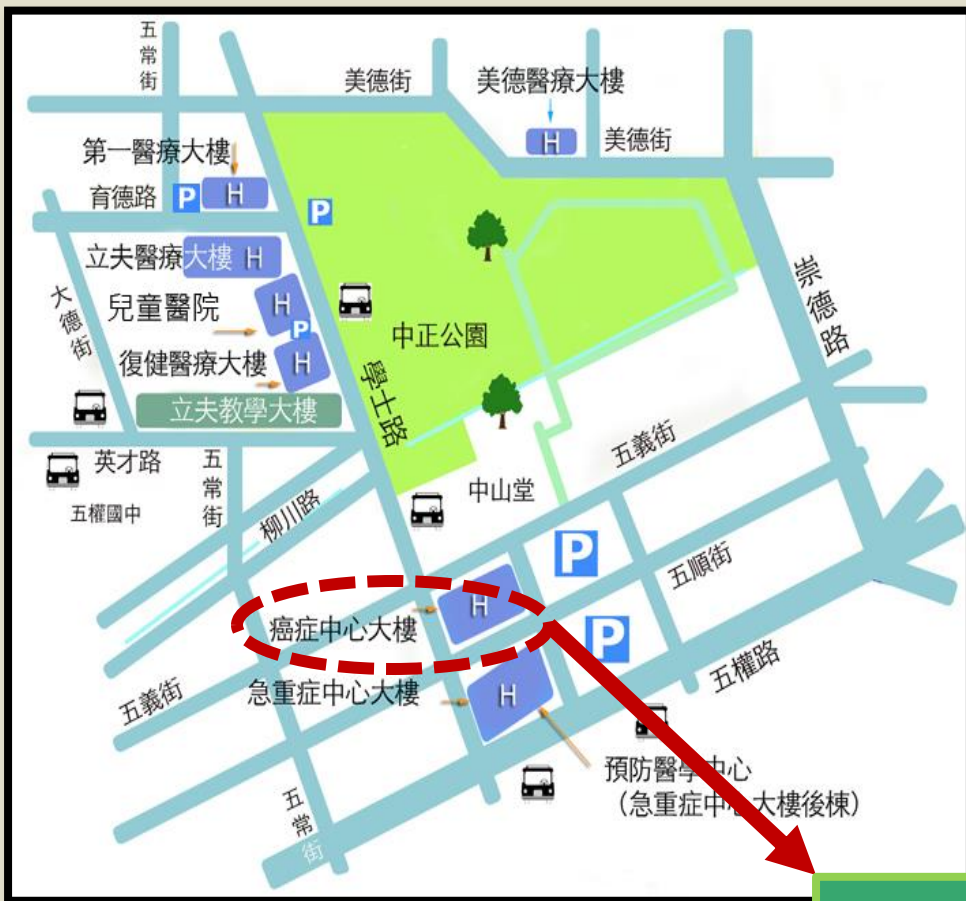 五常街
美德街
美德醫療大樓
H
美德街
第一醫療大樓
P
H
育德路
P
立夫醫療大樓 H
大德街
兒童醫院
H
P
中正公園
崇德路
復健醫療大樓
H
學士路
立夫教學大樓
英才路
五常街
五義街
中山堂
五權國中
柳川路
P
五順街
H
癌症中心大樓
P
五義街
急重症中心大樓
H
五權路
預防醫學中心
(急重症中心大樓後棟)
五常街